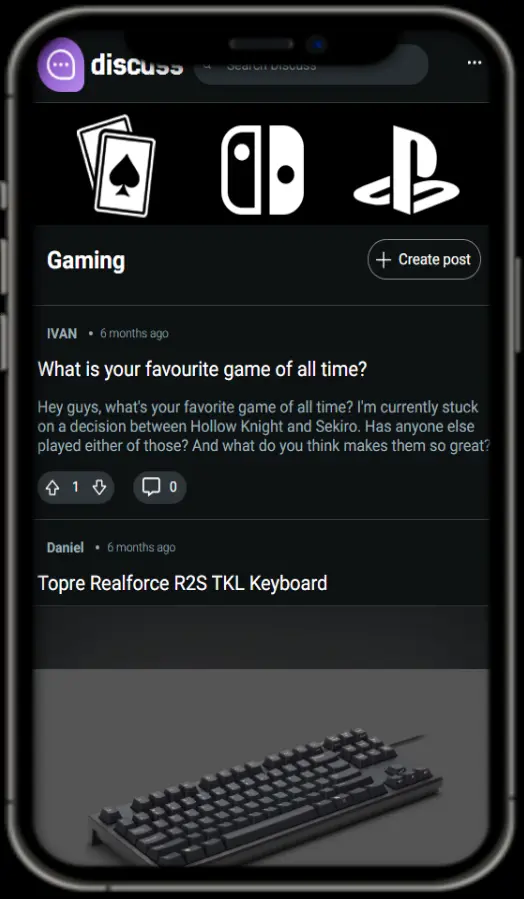 discuss
Search Discuss
Gaming
Create post
IVAN • 6 months ago
What is your favourite game of all time?
Hey guys, what's your favorite game of all time? I'm currently stuck
on a decision between Hollow Knight and Sekiro. Has anyone else
played either of those? And what do you think makes them so great?
1 0
Daniel • 6 months ago
Topre Realforce R2S TKL Keyboard